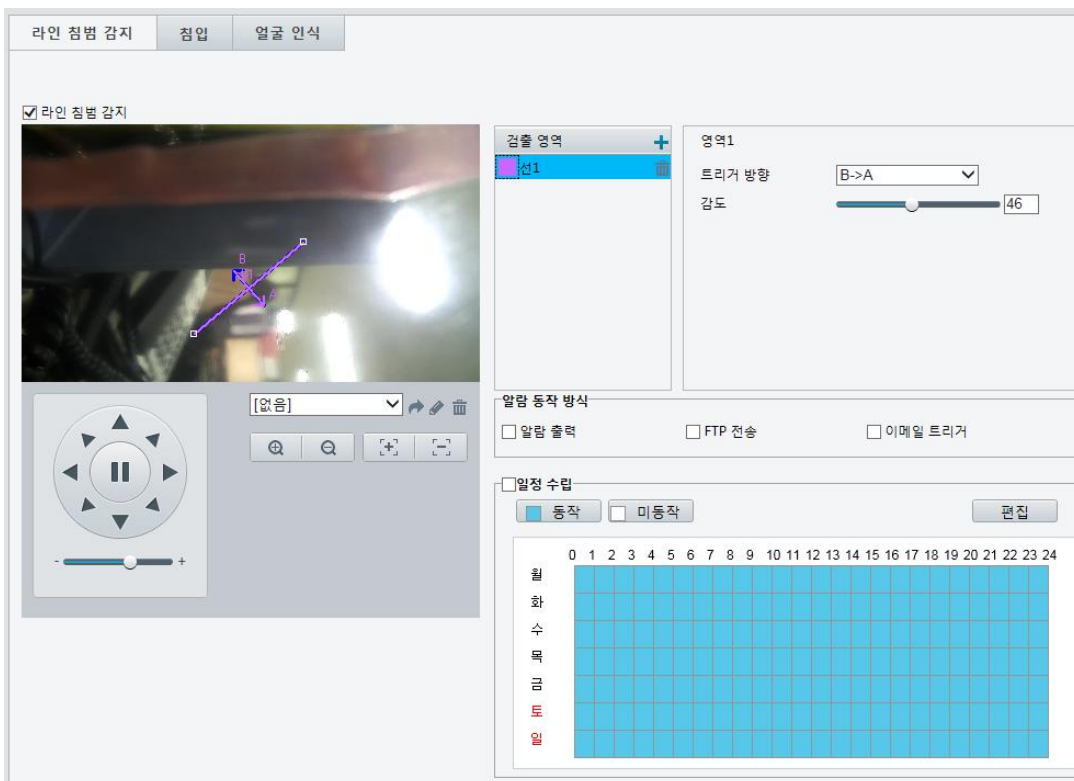 라인 침범 감지 침입 얼굴 인식
라인 침범 감지
검출 영역
선1
영역1
트리거 방향 B->A
감도 46
B
A
[없음]
- +
알람 동작 방식
알람 출력 FTP 전송 이메일 트리거
일정 수립
동작 미동작 편집
0 1 2 3 4 5 6 7 8 9 10 11 12 13 14 15 16 17 18 19 20 21 22 23 24
월
화
수
목
금
토
일